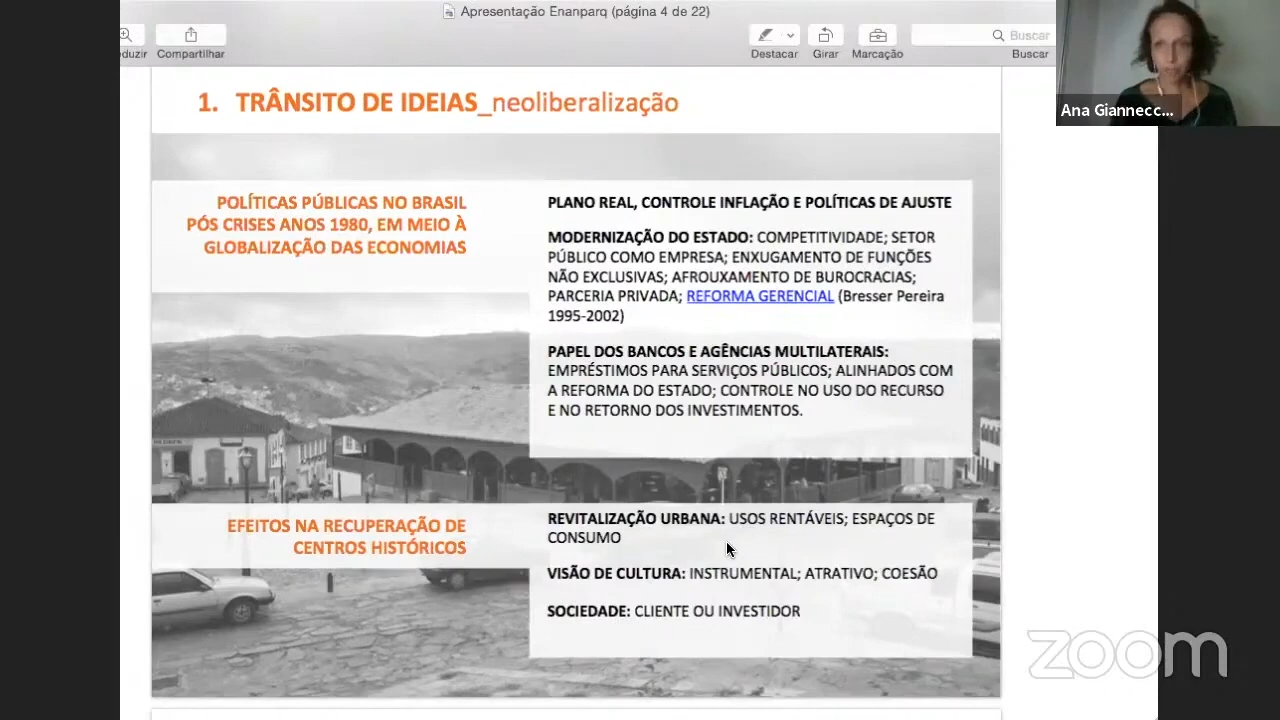 Apresentação Enanparq (página 4 de 22)
duzir
Compartilhar
Destacar
Girar
Marcação
Buscar
Buscar
Ana Giannecc...
1. TRÂNSITO DE IDEIAS_neoliberalização
POLÍTICAS PÚBLICAS NO BRASIL
PÓS CRISES ANOS 1980, EM MEIO À
GLOBALIZAÇÃO DAS ECONOMIAS
PLANO REAL, CONTROLE INFLAÇÃO E POLÍTICAS DE AJUSTE
MODERNIZAÇÃO DO ESTADO: COMPETITIVIDADE; SETOR
PÚBLICO COMO EMPRESA; ENXUGAMENTO DE FUNÇÕES
NÃO EXCLUSIVAS; AFROUXAMENTO DE BUROCRACIAS;
PARCERIA PRIVADA; REFORMA GERENCIAL (Bresser Pereira
1995-2002)
PAPEL DOS BANCOS E AGÊNCIAS MULTILATERAIS:
EMPRÉSTIMOS PARA SERVIÇOS PÚBLICOS; ALINHADOS COM
A REFORMA DO ESTADO; CONTROLE NO USO DO RECURSO
E NO RETORNO DOS INVESTIMENTOS.
EFEITOS NA RECUPERAÇÃO DE
CENTROS HISTÓRICOS
REVITALIZAÇÃO URBANA: USOS RENTÁVEIS; ESPAÇOS DE
CONSUMO
VISÃO DE CULTURA: INSTRUMENTAL; ATRATIVO; COESÃO
SOCIEDADE: CLIENTE OU INVESTIDOR
zoom